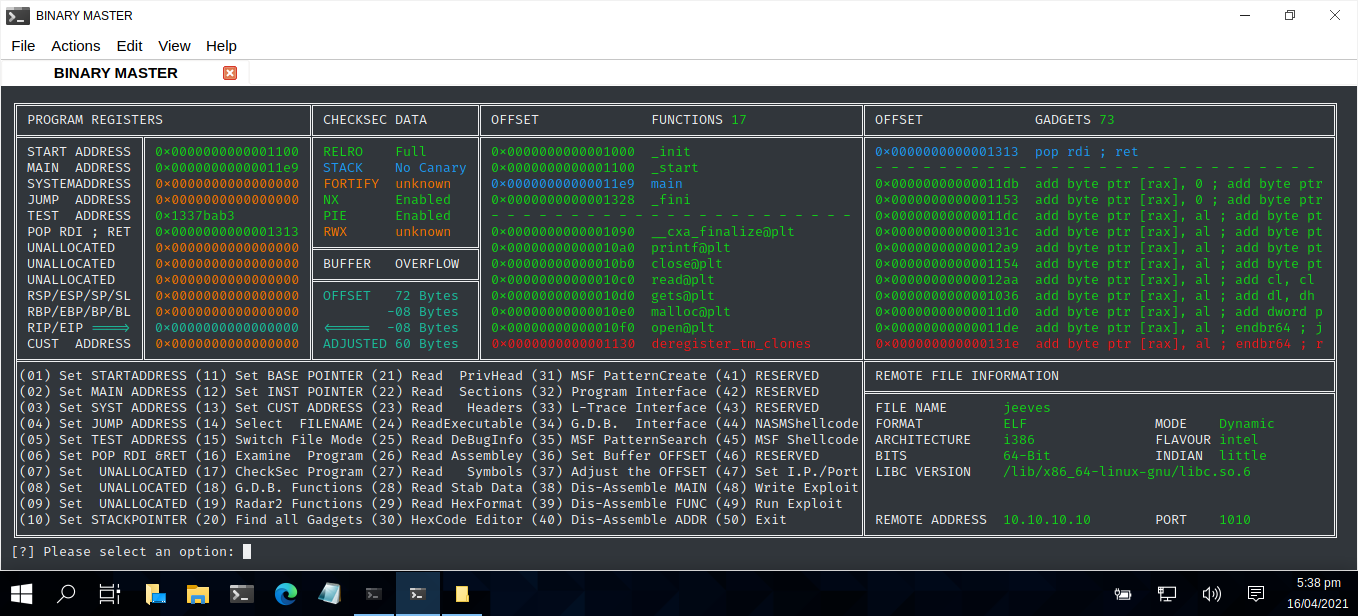 BINARY MASTER
File Actions Edit View Help
BINARY MASTER
PROGRAM REGISTERS CHECKSEC DATA OFFSET FUNCTIONS 17 OFFSET GADGETS 73
START ADDRESS 0×0000000000001100 RELRO Full 0×0000000000001000 _init 0×0000000000001313 pop rdi ; ret
MAIN ADDRESS 0×00000000000011e9 STACK No Canary 0×0000000000001100 _start - - - - - - - - - - - - - - - - - - - - - - - - - - - -
SYSTEMADDRESS 0×0000000000000000 FORTIFY unknown 0×00000000000011e9 main 0×00000000000011db add byte ptr [rax], 0 ; add byte ptr
JUMP ADDRESS 0×0000000000000000 NX Enabled 0×0000000000001328 _fini 0×0000000000001153 add byte ptr [rax], 0 ; add byte ptr
TEST ADDRESS 0×1337bab3 PIE Enabled - - - - - - - - - - - - - - - - - - - - - - - 0×00000000000011dc add byte ptr [rax], al ; add byte pt
POP RDI ; RET 0×0000000000001313 RWX unknown 0×0000000000001090 __cxa_finalize@plt 0×000000000000131c add byte ptr [rax], al ; add byte pt
UNALLOCATED 0×0000000000000000 0×00000000000010a0 printf@plt 0×00000000000012a9 add byte ptr [rax], al ; add byte pt
UNALLOCATED 0×0000000000000000 BUFFER OVERFLOW 0×00000000000010b0 close@plt 0×0000000000001154 add byte ptr [rax], al ; add byte pt
UNALLOCATED 0×0000000000000000 0×00000000000010c0 read@plt 0×00000000000012aa add byte ptr [rax], al ; add cl, cl
RSP/ESP/SP/SL 0×0000000000000000 OFFSET 72 Bytes 0×00000000000010d0 gets@plt 0×0000000000001036 add byte ptr [rax], al ; add dl, dh
RBP/EBP/BP/BL 0×0000000000000000 -08 Bytes 0×00000000000010e0 malloc@plt 0×00000000000011d0 add byte ptr [rax], al ; add dword p
RIP/EIP ⟹ 0×0000000000000000 ⟸ -08 Bytes 0×00000000000010f0 open@plt 0×00000000000011de add byte ptr [rax], al ; endbr64 ; j
CUST ADDRESS 0×0000000000000000 ADJUSTED 60 Bytes 0×0000000000001130 deregister_tm_clones 0×000000000000131e add byte ptr [rax], al ; endbr64 ; r
(01) Set STARTADDRESS (11) Set BASE POINTER (21) Read PrivHead (31) MSF PatternCreate (41) RESERVED REMOTE FILE INFORMATION
(02) Set MAIN ADDRESS (12) Set INST POINTER (22) Read Sections (32) Program Interface (42) RESERVED
(03) Set SYST ADDRESS (13) Set CUST ADDRESS (23) Read Headers (33) L-Trace Interface (43) RESERVED FILE NAME jeeves
(04) Set JUMP ADDRESS (14) Select FILENAME (24) ReadExecutable (34) G.D.B. Interface (44) NASMShellcode FORMAT ELF MODE Dynamic
(05) Set TEST ADDRESS (15) Switch File Mode (25) Read DeBugInfo (35) MSF PatternSearch (45) MSF Shellcode ARCHITECTURE i386 FLAVOUR intel
(06) Set POP RDI &RET (16) Examine Program (26) Read Assembley (36) Set Buffer OFFSET (46) RESERVED BITS 64-Bit INDIAN little
(07) Set UNALLOCATED (17) CheckSec Program (27) Read Symbols (37) Adjust the OFFSET (47) Set I.P./Port LIBC VERSION /lib/x86_64-linux-gnu/libc.so.6
(08) Set UNALLOCATED (18) G.D.B. Functions (28) Read Stab Data (38) Dis-Assemble MAIN (48) Write Exploit
(09) Set UNALLOCATED (19) Radar2 Functions (29) Read HexFormat (39) Dis-Assemble FUNC (49) Run Exploit
(10) Set STACKPOINTER (20) Find all Gadgets (30) HexCode Editor (40) Dis-Assemble ADDR (50) Exit REMOTE ADDRESS 10.10.10.10 PORT 1010
[?] Please select an option:
5:38 pm
16/04/2021